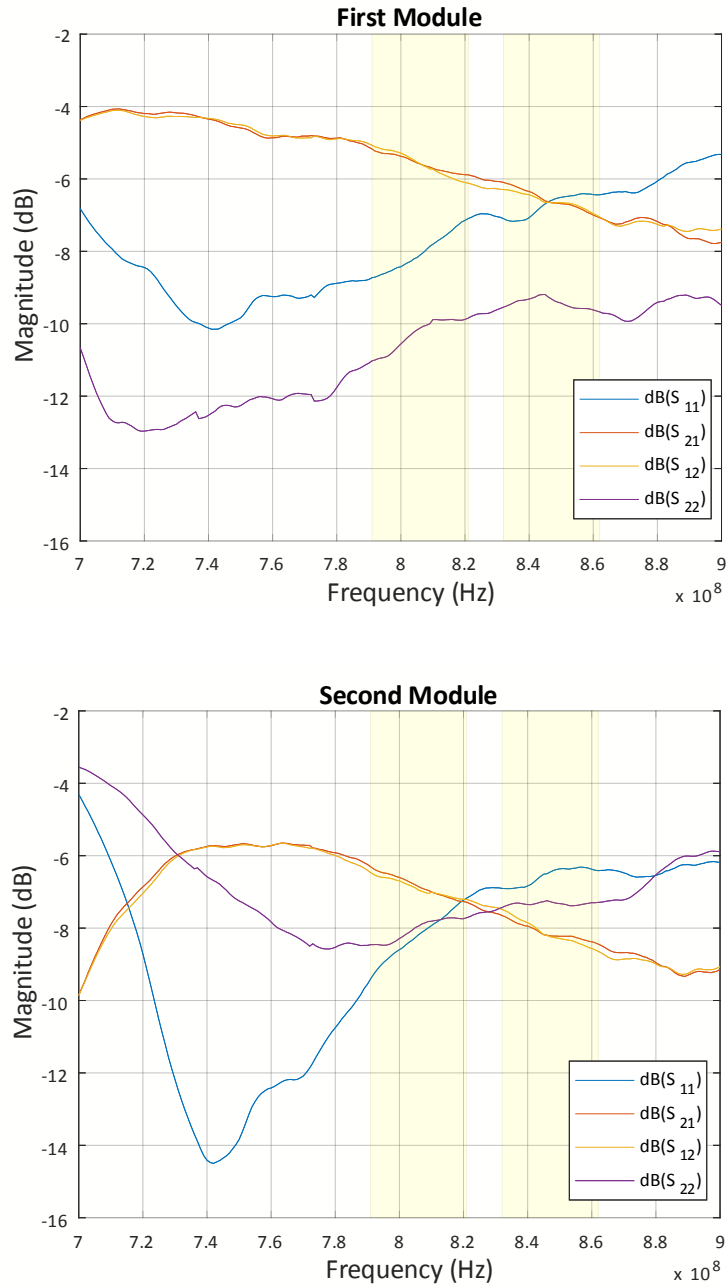 First Module
-2
-4
-6
-8
-10
-12
-14
-16
Magnitude (dB)
dB(S 11)
dB(S 21)
dB(S 12)
dB(S 22)
7 7.2 7.4 7.6 7.8 8 8.2 8.4 8.6 8.8 9
Frequency (Hz)
x 10^8
Second Module
-2
-4
-6
-8
-10
-12
-14
-16
Magnitude (dB)
dB(S 11)
dB(S 21)
dB(S 12)
dB(S 22)
7 7.2 7.4 7.6 7.8 8 8.2 8.4 8.6 8.8 9
Frequency (Hz)
x 10^8